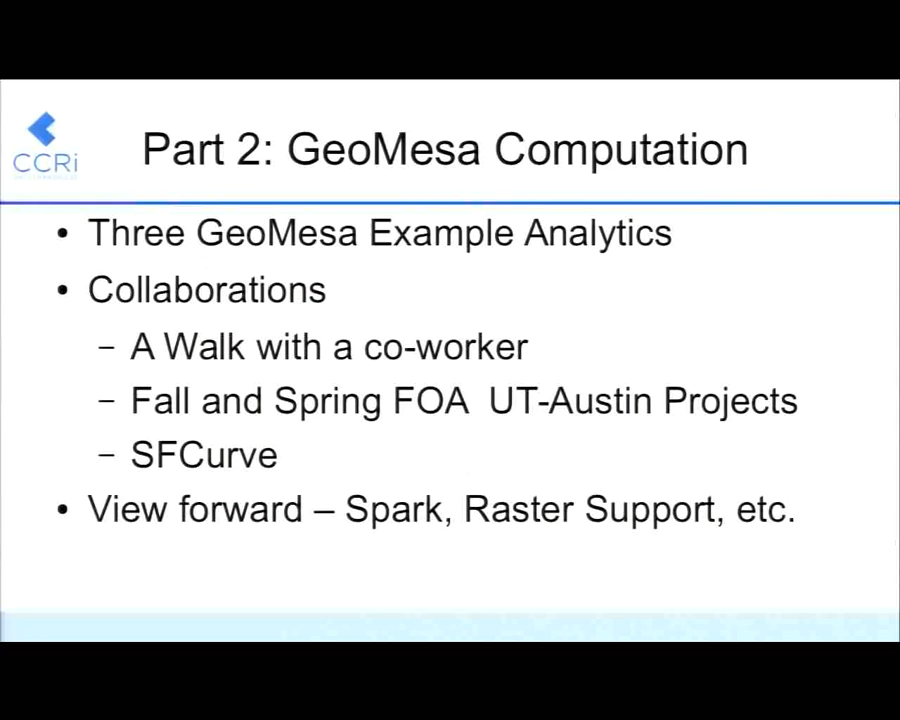 CCRi
Part 2: GeoMesa Computation
• Three GeoMesa Example Analytics
• Collaborations
– A Walk with a co-worker
– Fall and Spring FOA UT-Austin Projects
– SFCurve
• View forward – Spark, Raster Support, etc.